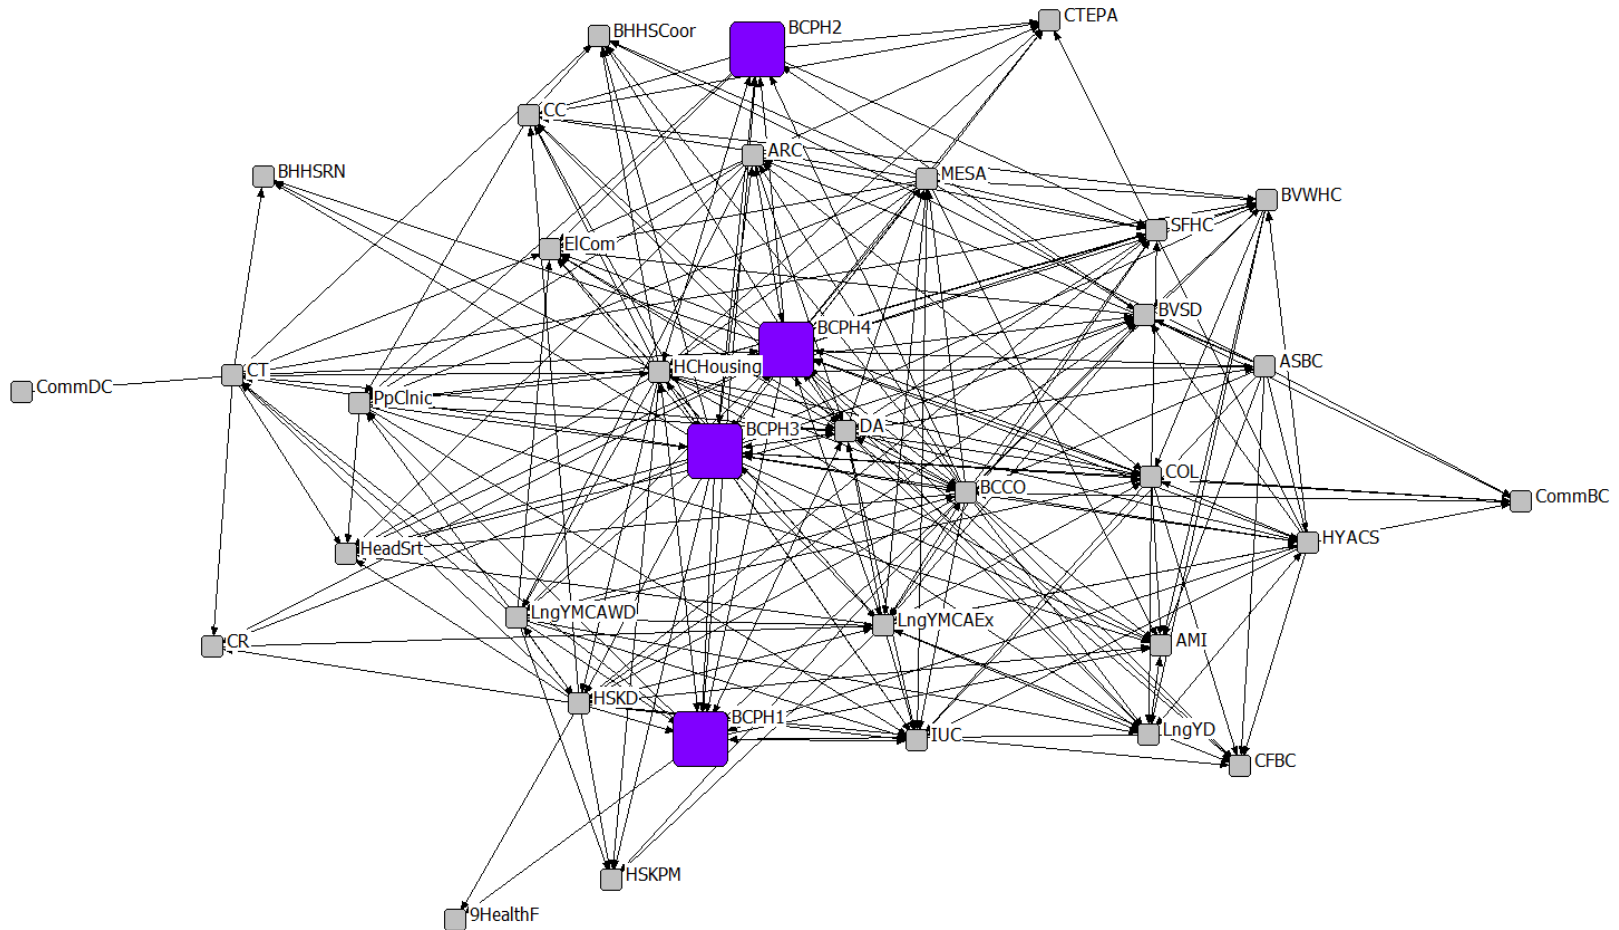 CTEPA
BCPH2
BHHSCoor
CC
ARC
BHHSRN
MESA
BVWHC
SFHC
ElCom
BVSD
BCPH4
ASBC
HCHousing
CT
CommDC
PpClnic
BCPH3
DA
COL
BCCO
CommBC
HYACS
HeadSrt
LngYMCAWD
LngYMCAEx
CR
AMI
HSKD
BCPH1
LngYD
IUC
CFBC
HSKPM
9HealthF